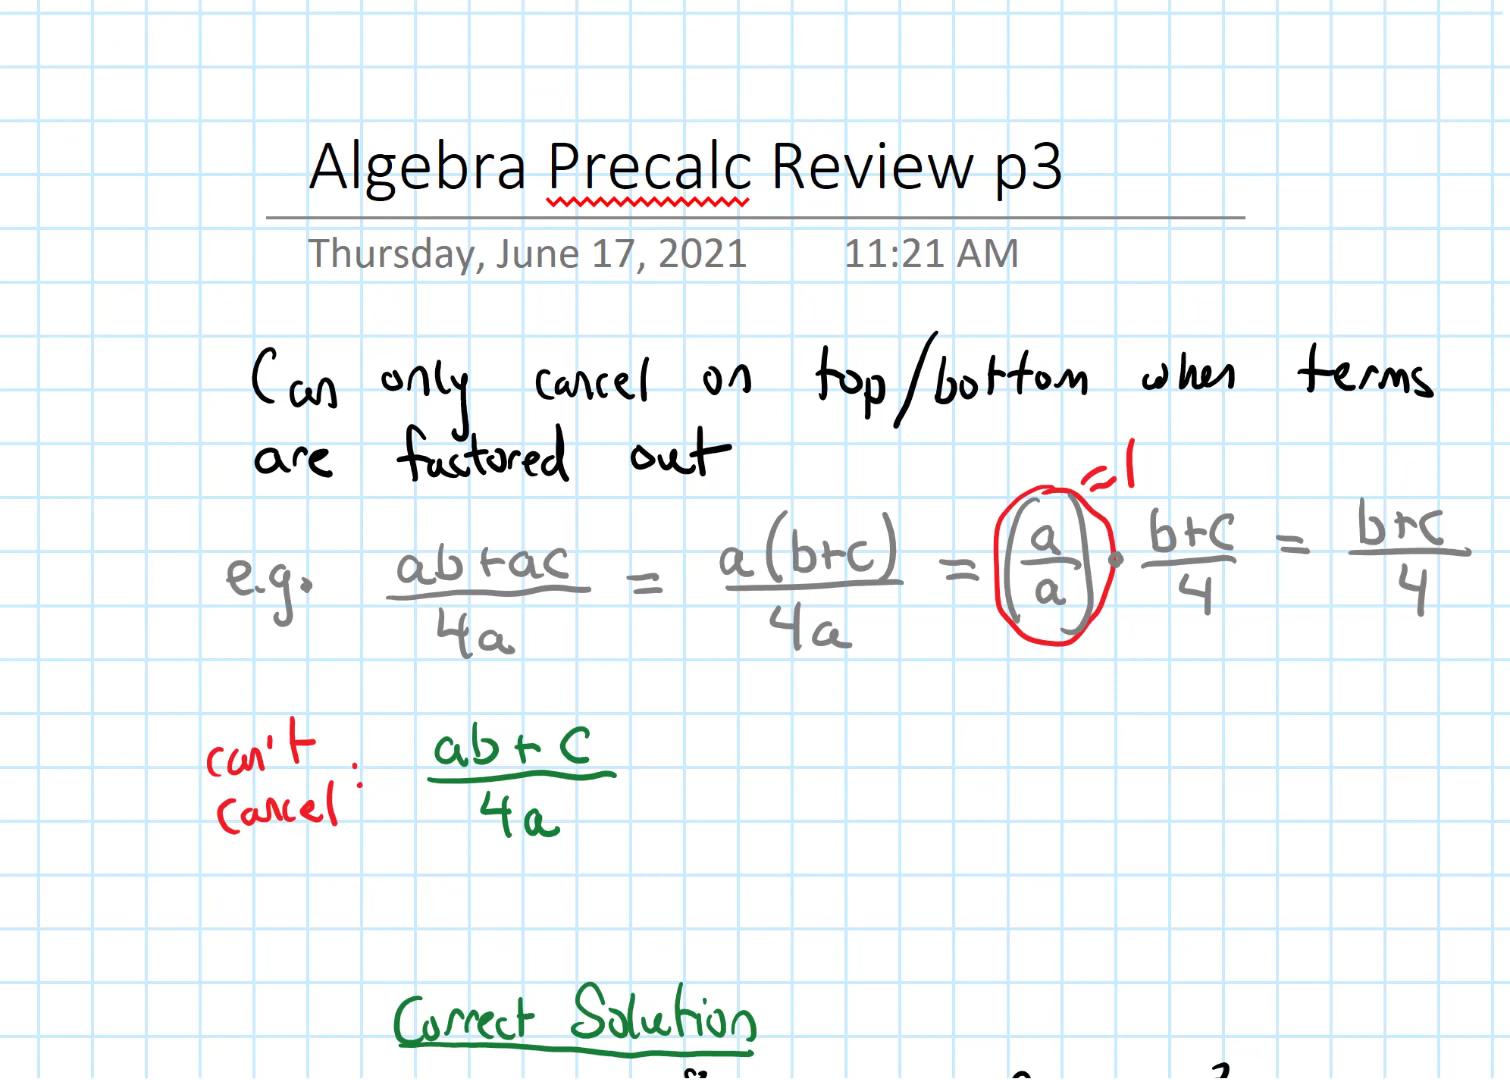 Algebra Precalc Review p3
Thursday, June 17, 2021 11:21 AM
Can only cancel on top/bottom when terms
are factored out
=1
e.g. (ab+ac)/(4a) = a(b+c)/(4a) = (a/a) • (b+c)/4 = (b+c)/4
can't
cancel: (ab+c)/(4a)
Correct Solution